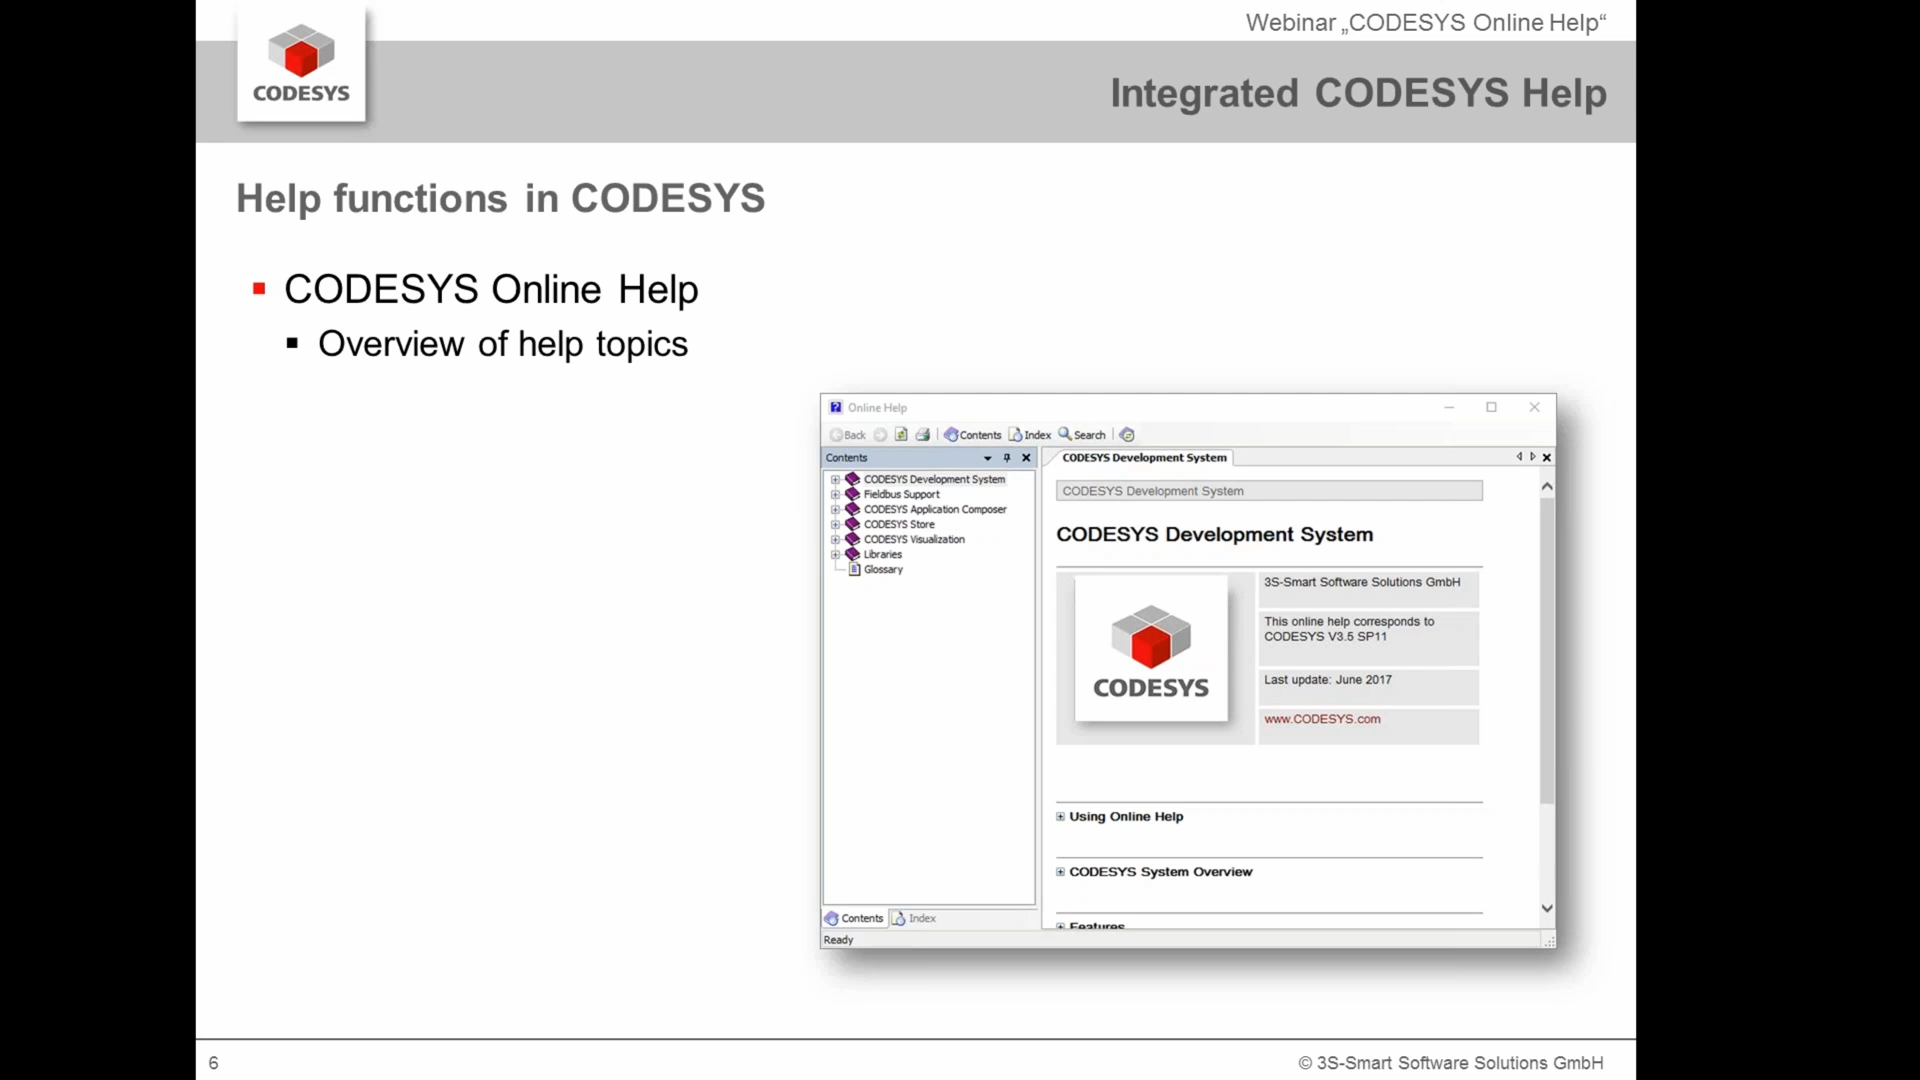 Webinar „CODESYS Online Help“
CODESYS
Integrated CODESYS Help
Help functions in CODESYS
CODESYS Online Help
Overview of help topics
Online Help
Back Contents Index Search
Contents
CODESYS Development System
Fieldbus Support
CODESYS Application Composer
CODESYS Store
CODESYS Visualization
Libraries
Glossary
Contents Index
Ready
CODESYS Development System
CODESYS Development System
CODESYS Development System
CODESYS
3S-Smart Software Solutions GmbH
This online help corresponds to
CODESYS V3.5 SP11
Last update: June 2017
www.CODESYS.com
Using Online Help
CODESYS System Overview
Features
6
© 3S-Smart Software Solutions GmbH